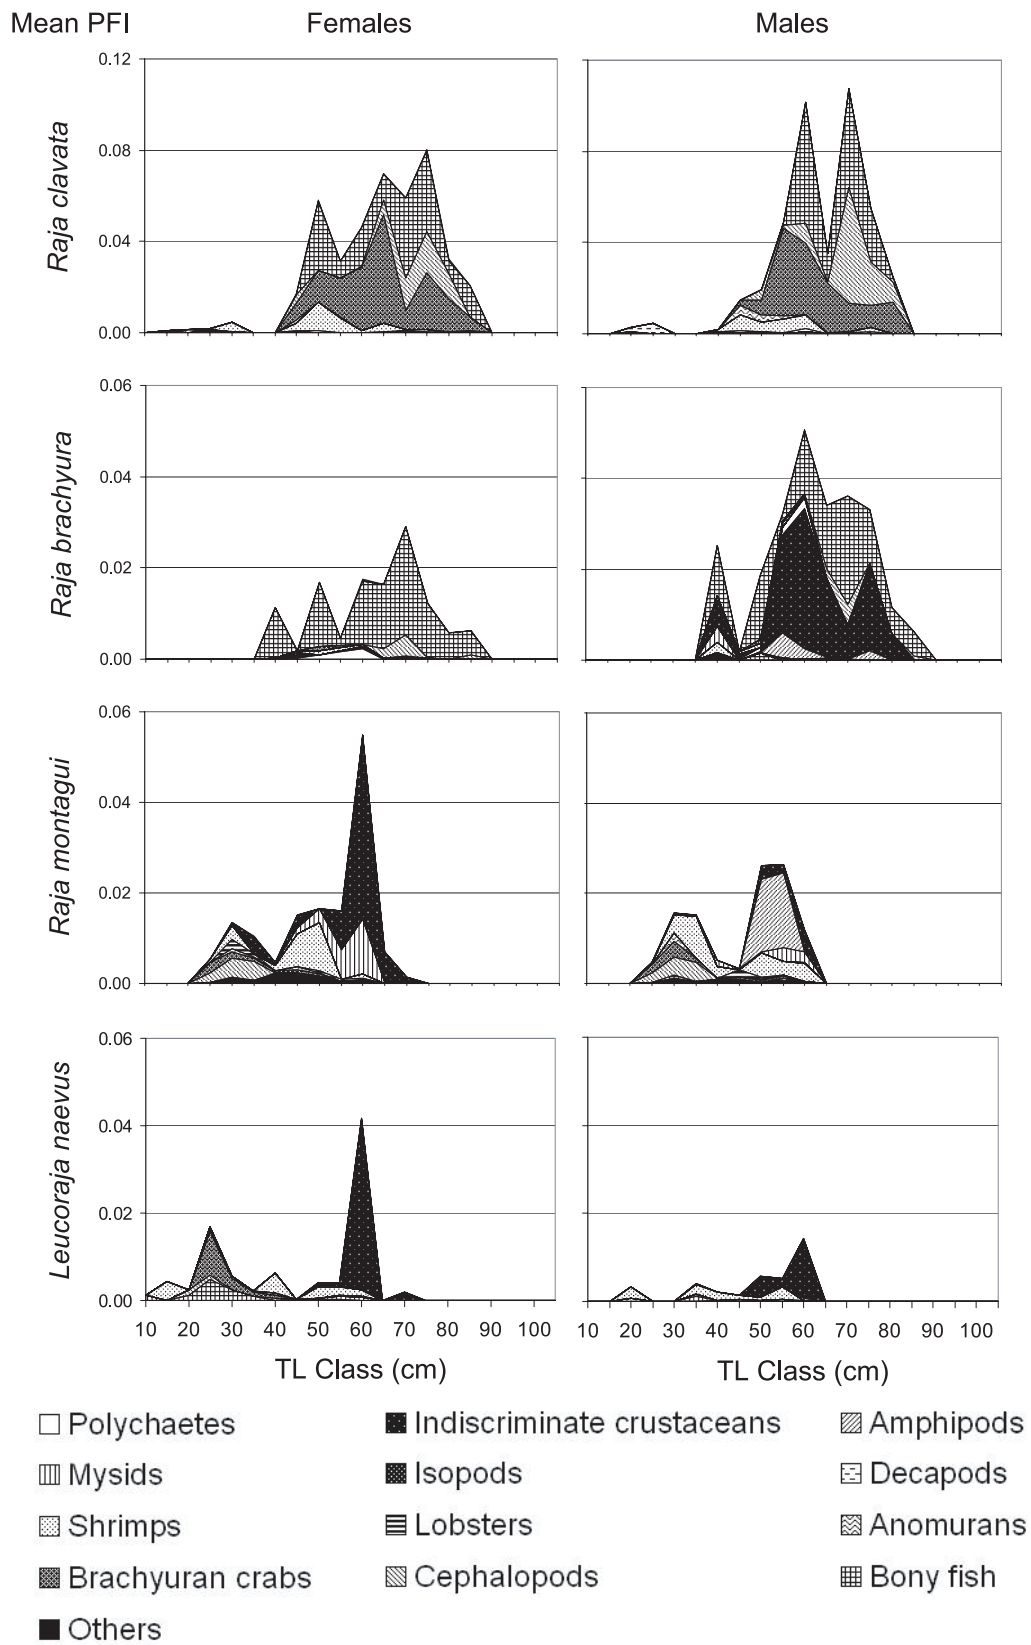 Mean PFI Females Males
Raja clavata
0.12
0.08
0.04
0.00
Raja brachyura
0.06
0.04
0.02
0.00
Raja montagui
0.06
0.04
0.02
0.00
Leucoraja naevus
0.06
0.04
0.02
0.00
10 20 30 40 50 60 70 80 90 100 10 20 30 40 50 60 70 80 90 100
TL Class (cm) TL Class (cm)
Polychaetes Indiscriminate crustaceans Amphipods
Mysids Isopods Decapods
Shrimps Lobsters Anomurans
Brachyuran crabs Cephalopods Bony fish
Others